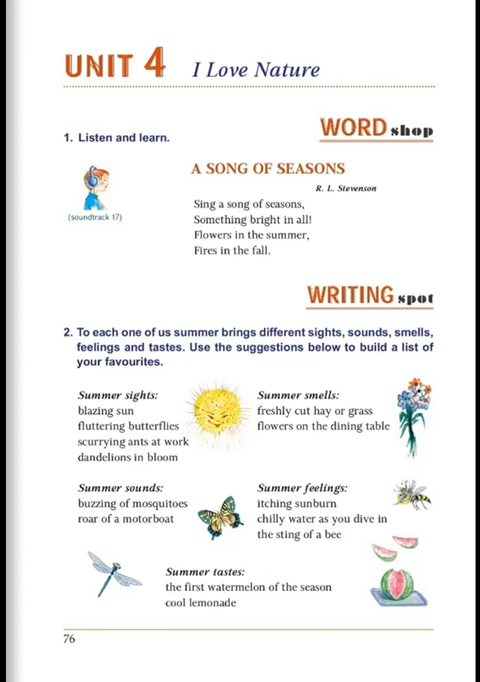 UNIT 4 I Love Nature
WORD shop
1. Listen and learn.
A SONG OF SEASONS
R. L. Stevenson
(soundtrack 17)
Sing a song of seasons,
Something bright in all!
Flowers in the summer,
Fires in the fall.
WRITING spot
2. To each one of us summer brings different sights, sounds, smells,
feelings and tastes. Use the suggestions below to build a list of
your favourites.
Summer sights:
blazing sun
fluttering butterflies
scurrying ants at work
dandelions in bloom
Summer smells:
freshly cut hay or grass
flowers on the dining table
Summer sounds:
buzzing of mosquitoes
roar of a motorboat
Summer feelings:
itching sunburn
chilly water as you dive in
the sting of a bee
Summer tastes:
the first watermelon of the season
cool lemonade
76